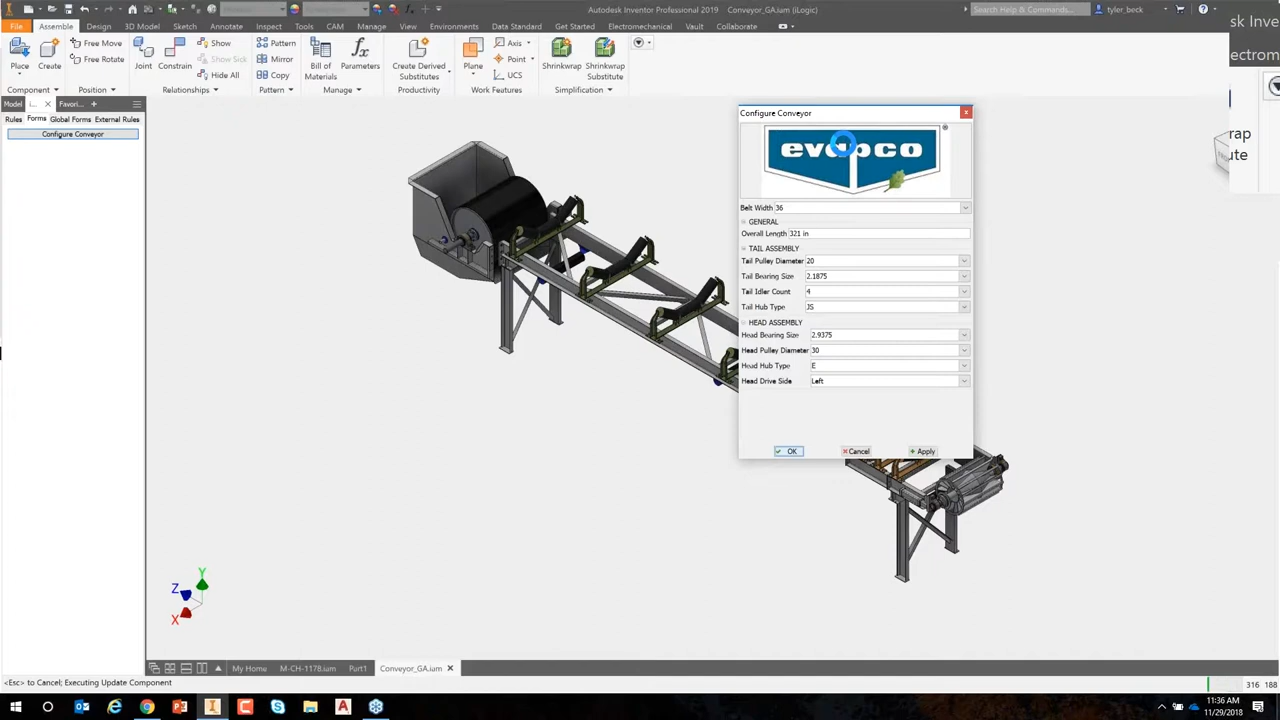 Autodesk Inventor Professional 2019 Conveyor_GA.iam (iLogic)
Search Help & Commands...
tyler_beck
sk Inve
File Assemble Design 3D Model Sketch Annotate Inspect Tools CAM Manage View Environments Get Started Data Standard Electromechanical Vault Collaborate
ectrom
Place
Create
Free Move
Free Rotate
Joint
Constrain
Show
Show Sick
Hide All
Pattern
Mirror
Copy
Bill of
Materials
Parameters
Create Derived
Substitutes
Plane
Axis
Point
UCS
Shrinkwrap
Shrinkwrap
Substitute
Component Position Relationships Pattern Manage Productivity Work Features Simplification
Model Favori... +
Rules Forms Global Forms External Rules
Configure Conveyor
rap
ute
Configure Conveyor
evapco ®
Belt Width 36
GENERAL
Overall Length 321 in
TAIL ASSEMBLY
Tail Pulley Diameter 20
Tail Bearing Size 2.1875
Tail Idler Count 4
Tail Hub Type JS
HEAD ASSEMBLY
Head Bearing Size 2.9375
Head Pulley Diameter 30
Head Hub Type E
Head Drive Side Left
OK Cancel Apply
Y
Z
X
My Home M-CH-1178.iam Part1 Conveyor_GA.iam
<Esc> to Cancel; Executing Update Component
316 188
11:36 AM
11/29/2018